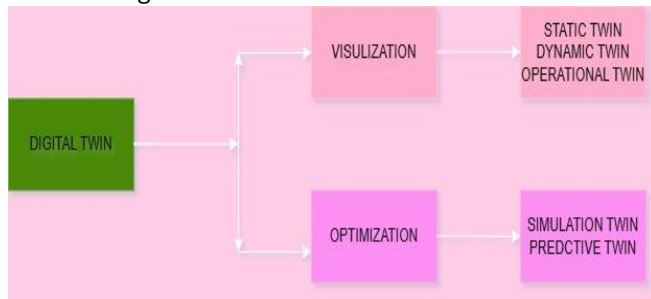 DIGITAL TWIN
VISULIZATION
STATIC TWIN
DYNAMIC TWIN
OPERATIONAL TWIN
OPTIMIZATION
SIMULATION TWIN
PREDCTIVE TWIN